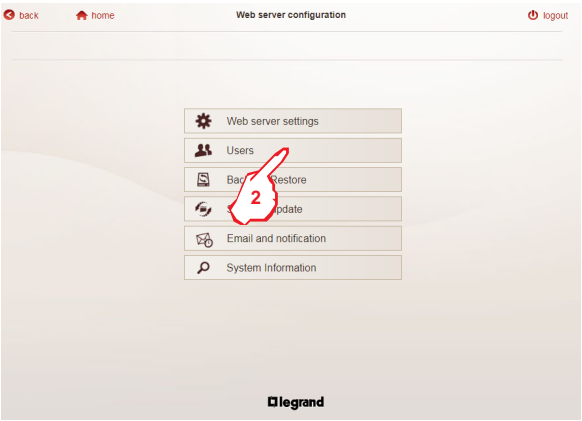 back home Web server configuration logout
Web server settings
Users
Restore
2
Email and notification
System Information
legrand